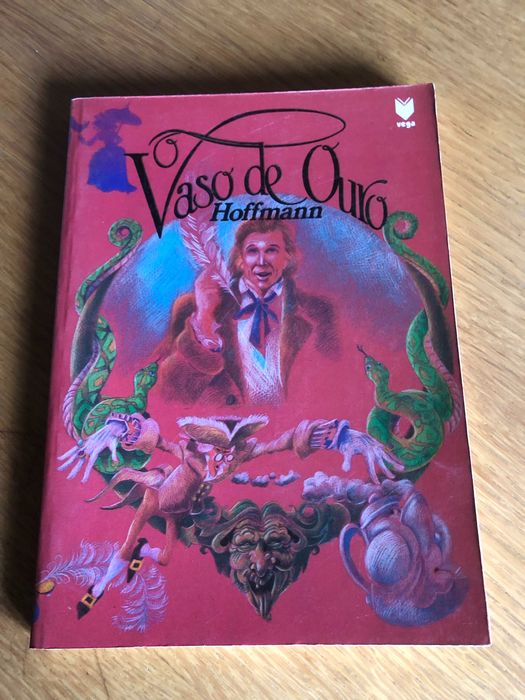 vega
O
Vaso de Ouro
Hoffmann